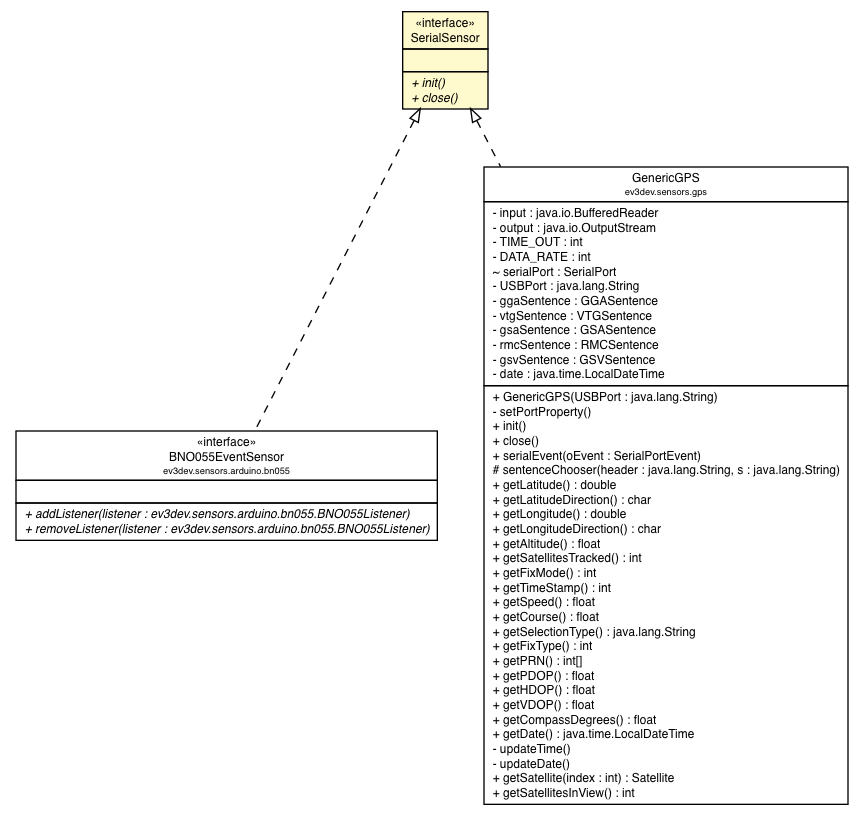 «interface»
SerialSensor
+ init()
+ close()
GenericGPS
ev3dev.sensors.gps
- input : java.io.BufferedReader
- output : java.io.OutputStream
- TIME_OUT : int
- DATA_RATE : int
~ serialPort : SerialPort
- USBPort : java.lang.String
- ggaSentence : GGASentence
- vtgSentence : VTGSentence
- gsaSentence : GSASentence
- rmcSentence : RMCSentence
- gsvSentence : GSVSentence
- date : java.time.LocalDateTime
+ GenericGPS(USBPort : java.lang.String)
- setPortProperty()
+ init()
+ close()
+ serialEvent(oEvent : SerialPortEvent)
# sentenceChooser(header : java.lang.String, s : java.lang.String)
+ getLatitude() : double
+ getLatitudeDirection() : char
+ getLongitude() : double
+ getLongitudeDirection() : char
+ getAltitude() : float
+ getSatellitesTracked() : int
+ getFixMode() : int
+ getTimeStamp() : int
+ getSpeed() : float
+ getCourse() : float
+ getSelectionType() : java.lang.String
+ getFixType() : int
+ getPRN() : int[]
+ getPDOP() : float
+ getHDOP() : float
+ getVDOP() : float
+ getCompassDegrees() : float
+ getDate() : java.time.LocalDateTime
- updateTime()
- updateDate()
+ getSatellite(index : int) : Satellite
+ getSatellitesInView() : int
«interface»
BNO055EventSensor
ev3dev.sensors.arduino.bn055
+ addListener(listener : ev3dev.sensors.arduino.bn055.BNO055Listener)
+ removeListener(listener : ev3dev.sensors.arduino.bn055.BNO055Listener)